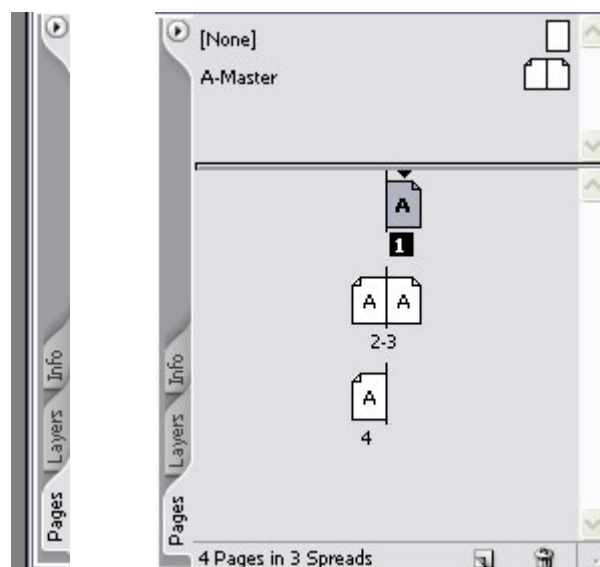 Info
Layers
Pages
[None]
A-Master
A
1
A A
2-3
A
4
Info
Layers
Pages
4 Pages in 3 Spreads